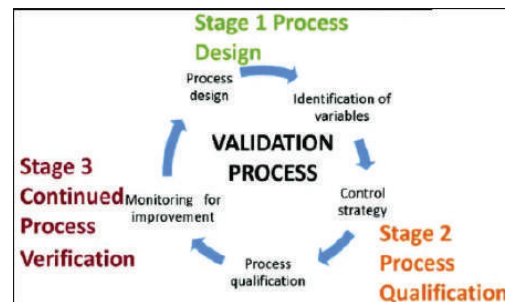 Stage 1 Process
Design
Process
design
Identification of
variables
VALIDATION
PROCESS
Control
strategy
Stage 2
Process
Qualification
Process
qualification
Monitoring for
improvement
Stage 3
Continued
Process
Verification